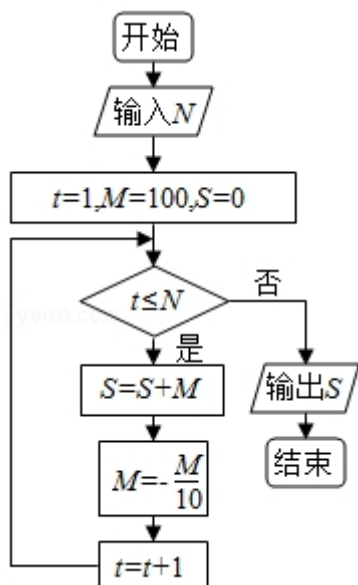 开始
输入N
t=1,M=100,S=0
t≤N
否
是
S=S+M
输出S
M=-M/10
结束
t=t+1